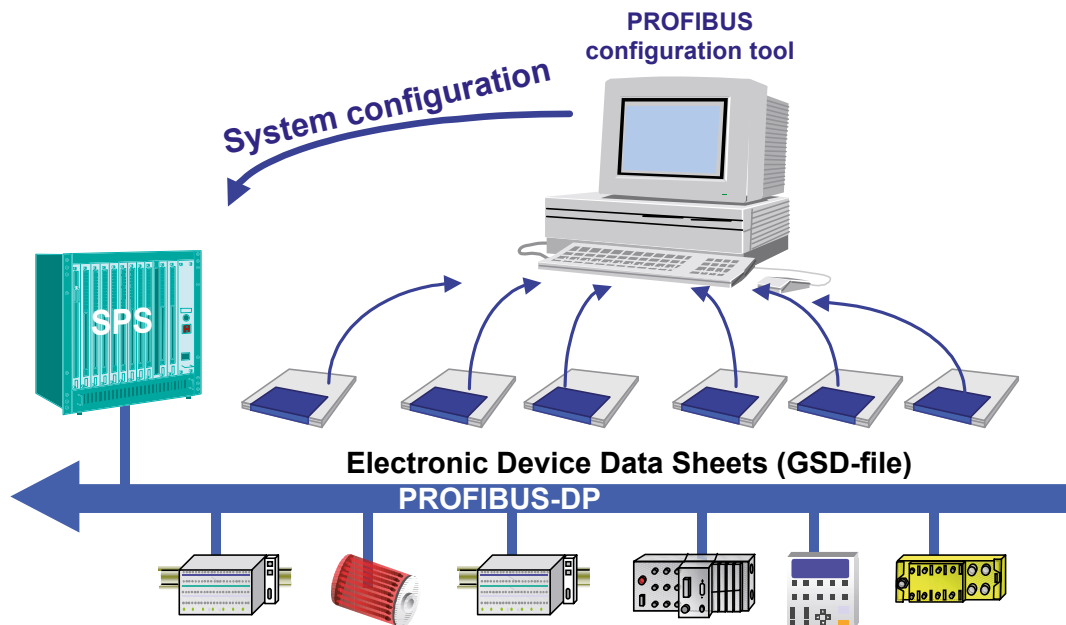 PROFIBUS
configuration tool
System configuration
SPS
Electronic Device Data Sheets (GSD-file)
PROFIBUS-DP